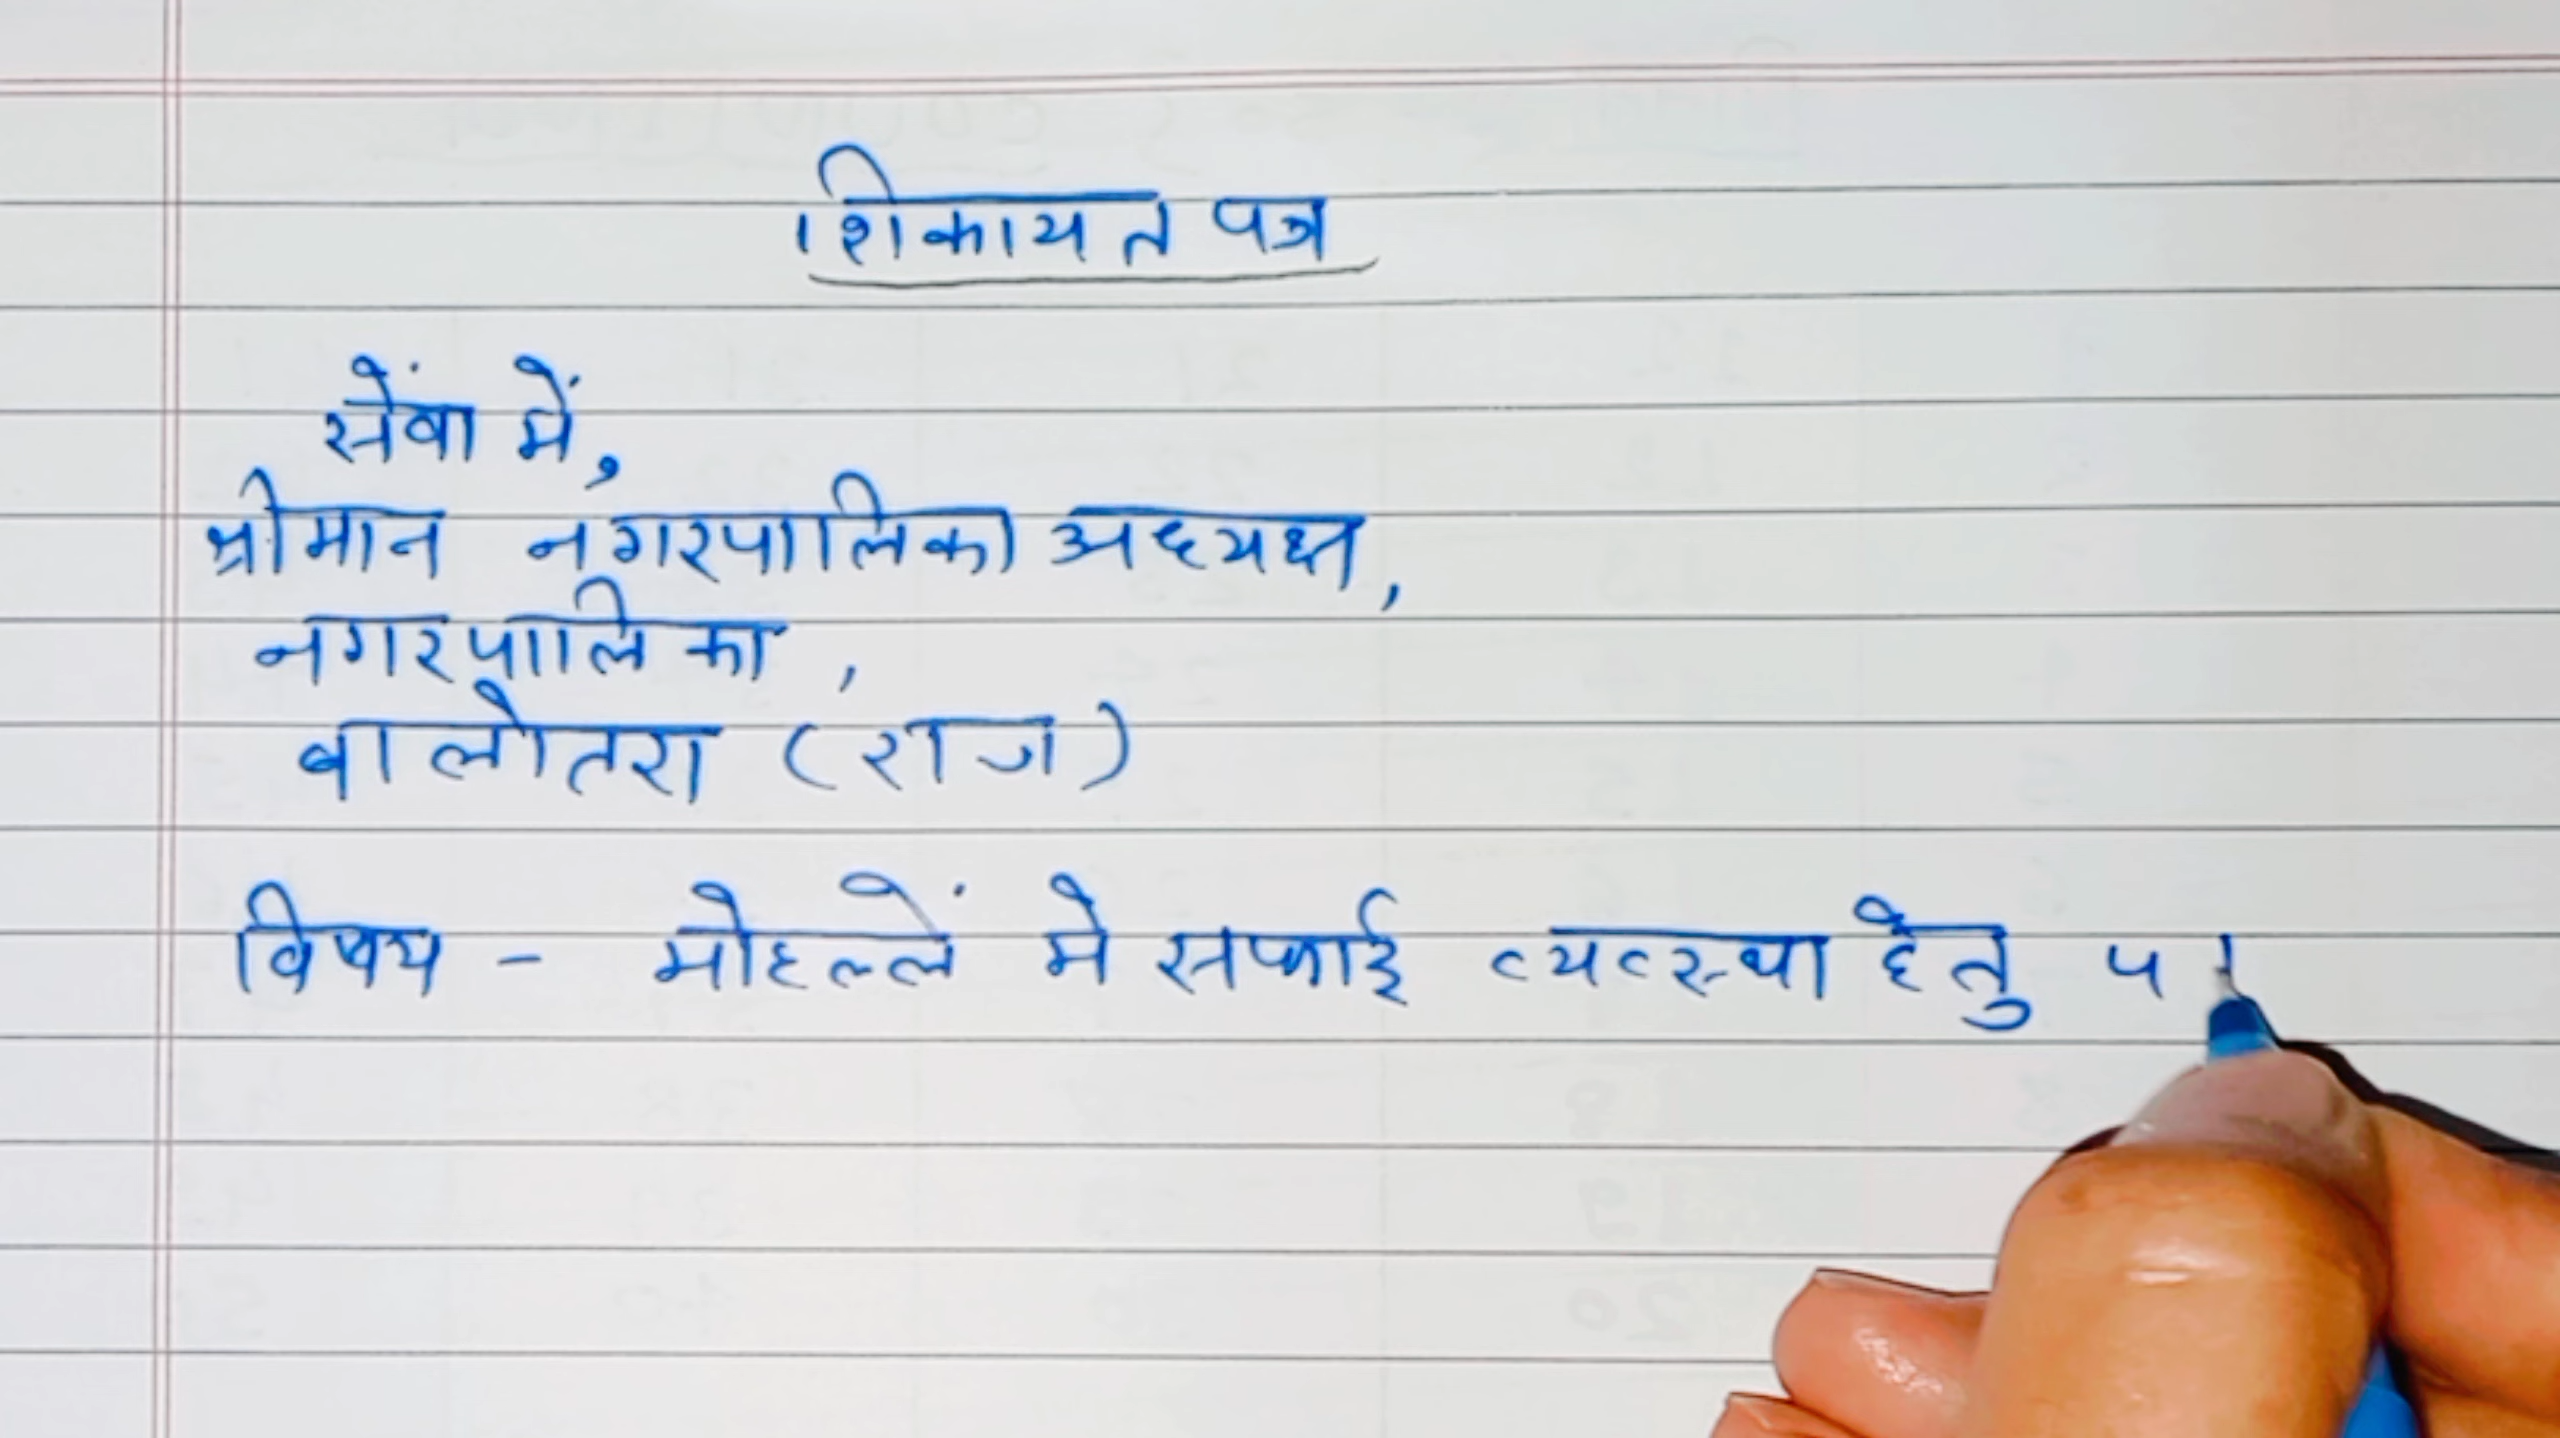 शिकायत पत्र
सेंवा में,
श्रीमान नगरपालिका अध्यक्ष,
नगरपालिका,
बालोतरा (राज)
विषय - मोहल्लें मे सफाई व्यवस्था हेतु